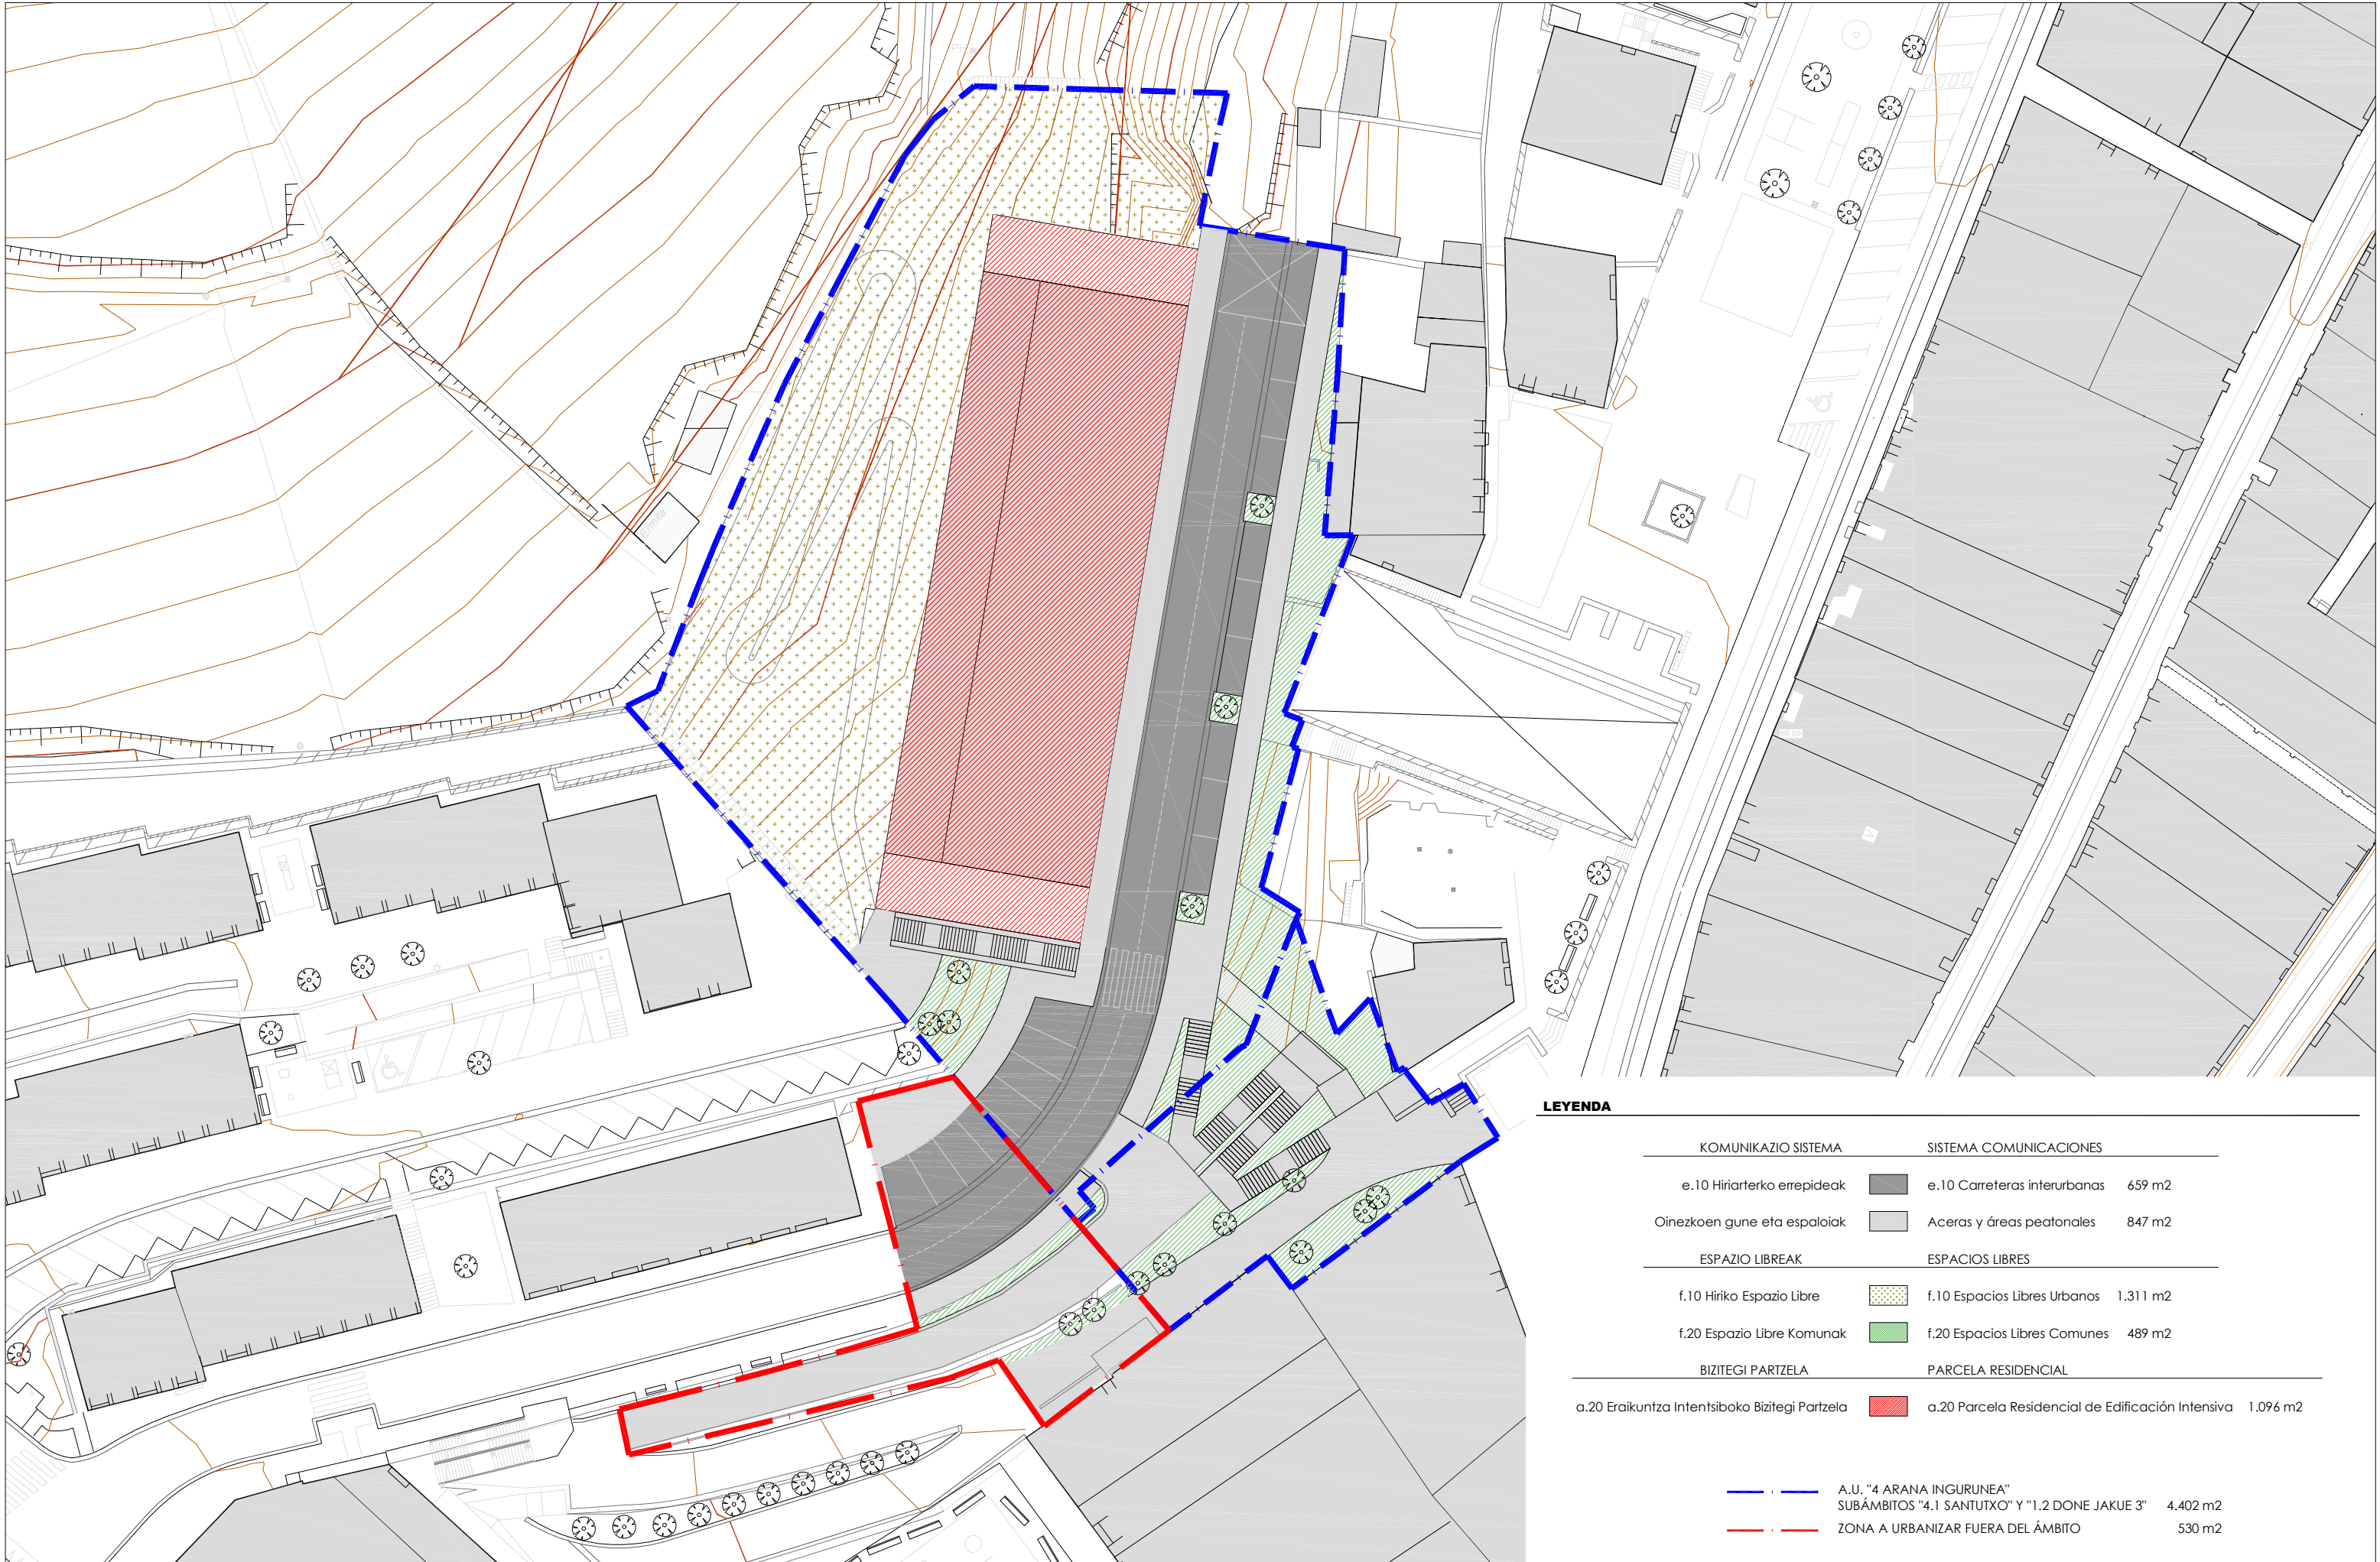 PH
PH
Ermita
LEYENDA
KOMUNIKAZIO SISTEMA SISTEMA COMUNICACIONES
e.10 Hiriarterko errepideak e.10 Carreteras interurbanas 659 m2
Oinezkoen gune eta espaloiak Aceras y áreas peatonales 847 m2
ESPAZIO LIBREAK ESPACIOS LIBRES
f.10 Hiriko Espazio Libre f.10 Espacios Libres Urbanos 1.311 m2
f.20 Espazio Libre Komunak f.20 Espacios Libres Comunes 489 m2
BIZITEGI PARTZELA PARCELA RESIDENCIAL
a.20 Eraikuntza Intentsiboko Bizitegi Partzela a.20 Parcela Residencial de Edificación Intensiva 1.096 m2
A.U. "4 ARANA INGURUNEA"
SUBÁMBITOS "4.1 SANTUTXO" Y "1.2 DONE JAKUE 3" 4.402 m2
ZONA A URBANIZAR FUERA DEL ÁMBITO 530 m2